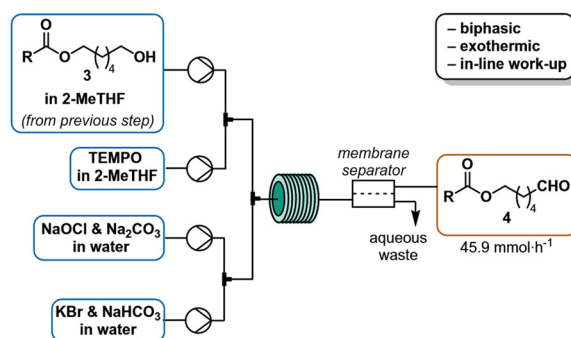 O
R
O
OH
4
3
in 2-MeTHF
(from previous step)
TEMPO
in 2-MeTHF
NaOCl & Na₂CO₃
in water
KBr & NaHCO₃
in water
membrane
separator
aqueous
waste
– biphasic
– exothermic
– in-line work-up
O
R
O
CHO
4
4
45.9 mmol·h⁻¹